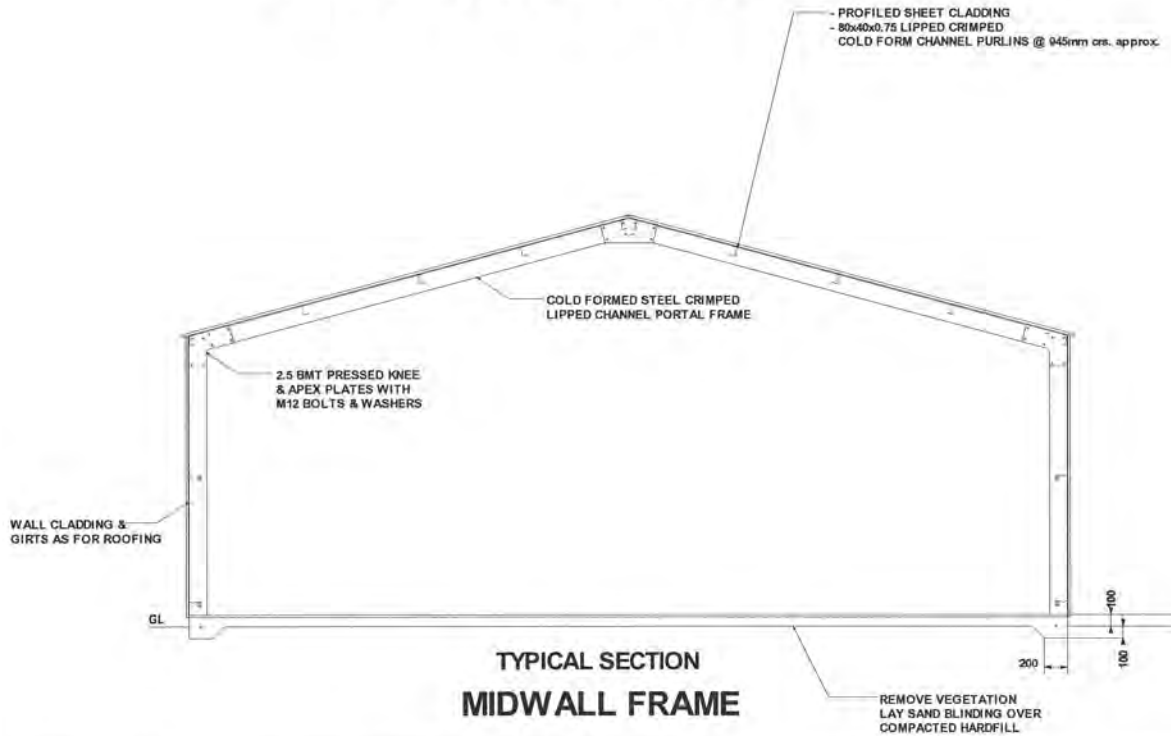 - PROFILED SHEET CLADDING
- 80x40x0.75 LIPPED CRIMPED
COLD FORM CHANNEL PURLINS @ 945mm crs. approx.
COLD FORMED STEEL CRIMPED
LIPPED CHANNEL PORTAL FRAME
2.5 BMT PRESSED KNEE
& APEX PLATES WITH
M12 BOLTS & WASHERS
WALL CLADDING &
GIRTS AS FOR ROOFING
GL
100
100
200
TYPICAL SECTION
MIDWALL FRAME
REMOVE VEGETATION
LAY SAND BLINDING OVER
COMPACTED HARDFILL